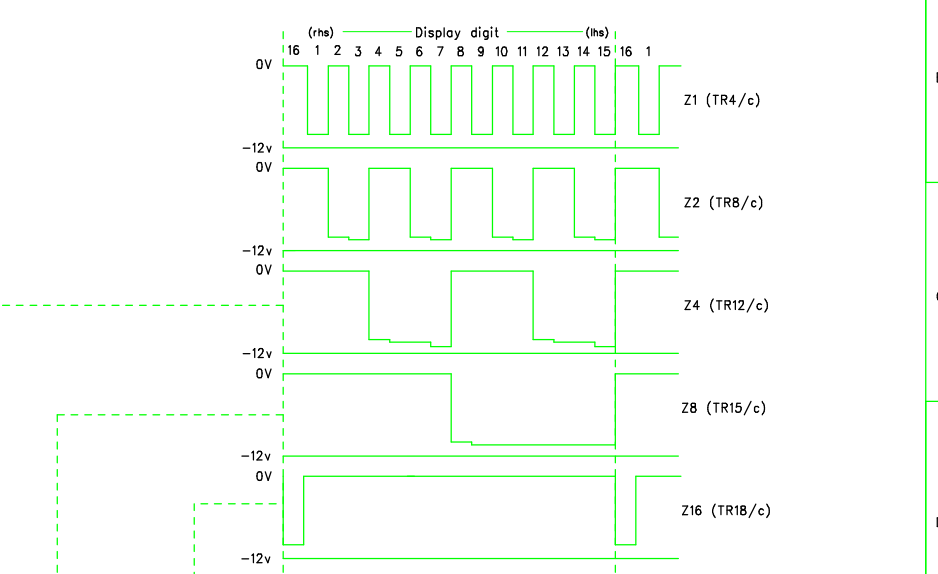 (rhs) Display digit (lhs)
16 1 2 3 4 5 6 7 8 9 10 11 12 13 14 15 16 1
0V
Z1 (TR4/c)
-12v
0V
Z2 (TR8/c)
-12v
0V
Z4 (TR12/c)
-12v
0V
Z8 (TR15/c)
-12v
0V
Z16 (TR18/c)
-12v